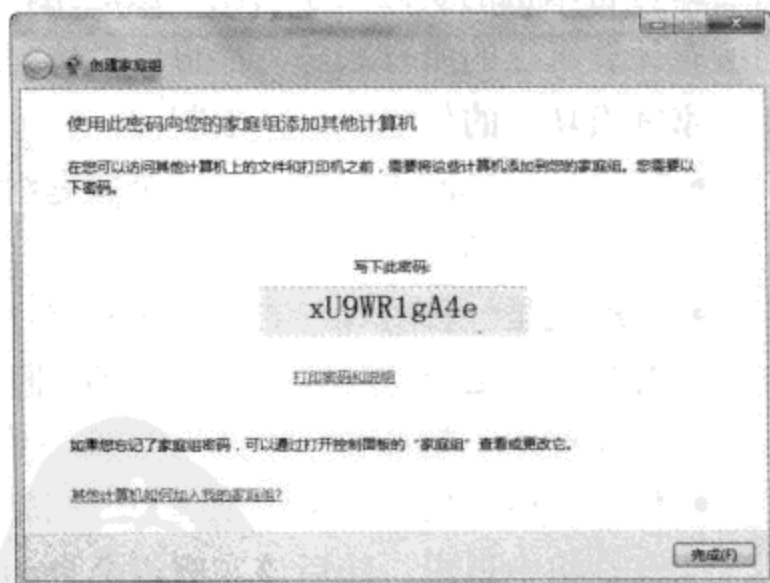 创建家庭组
使用此密码向您的家庭组添加其他计算机
在您可以访问其他计算机上的文件和打印机之前，需要将这些计算机添加到您的家庭组。您需要以
下密码。
写下此密码:
xU9WR1gA4e
打印密码和说明
如果您忘记了家庭组密码，可以通过打开控制面板的“家庭组”查看或更改它。
其他计算机如何加入我的家庭组?
完成(F)